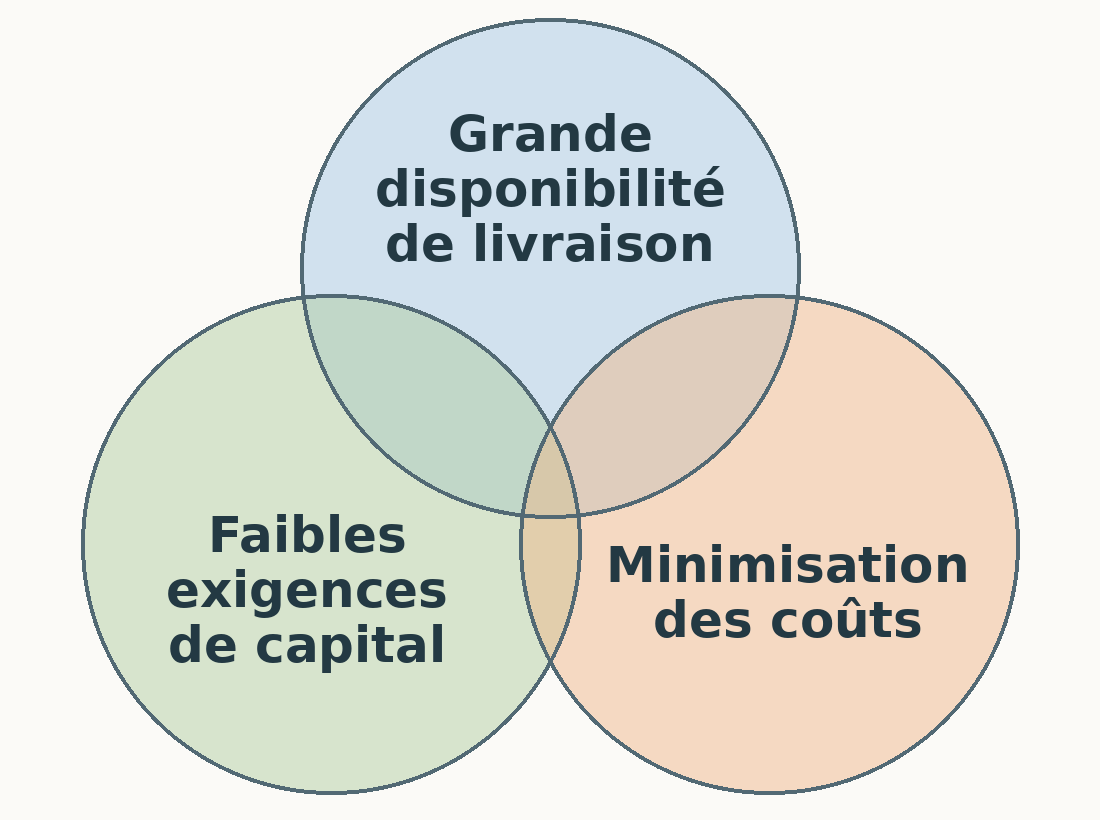 Grande
disponibilité
de livraison
Faibles
exigences
de capital
Minimisation
des coûts